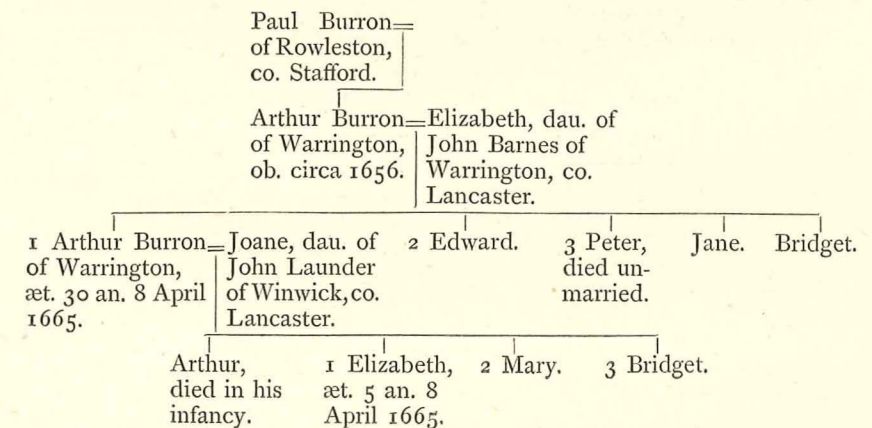 Paul Burron=
of Rowleston,
co. Stafford.
Arthur Burron=
of Warrington,
ob. circa 1656.
Elizabeth, dau. of
John Barnes of
Warrington, co.
Lancaster.
1 Arthur Burron=
of Warrington,
æt. 30 an. 8 April
1665.
Joane, dau. of
John Launder
of Winwick, co.
Lancaster.
2 Edward.
3 Peter,
died un-
married.
Jane.
Bridget.
Arthur,
died in his
infancy.
1 Elizabeth,
æt. 5 an. 8
April 1665.
2 Mary.
3 Bridget.